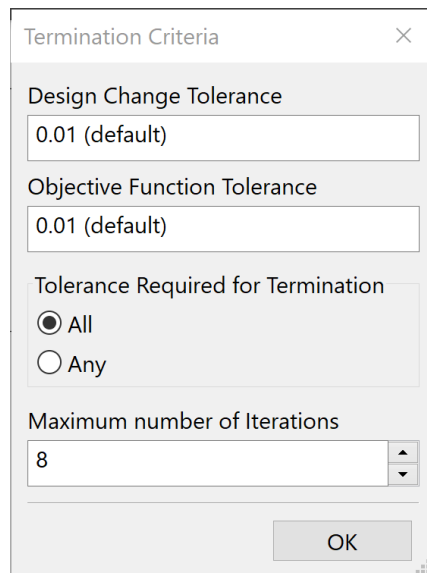 Termination Criteria
Design Change Tolerance
0.01 (default)
Objective Function Tolerance
0.01 (default)
Tolerance Required for Termination
All
Any
Maximum number of Iterations
8
OK